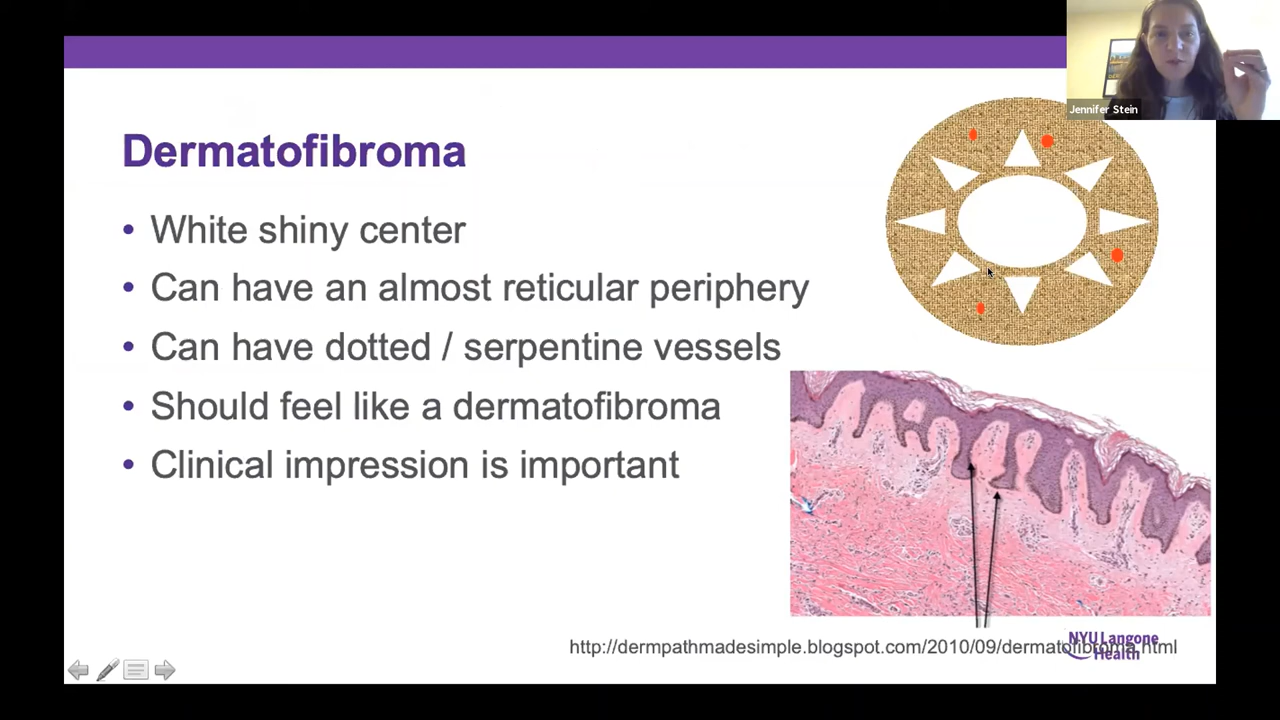 Jennifer Stein
Dermatofibroma
• White shiny center
• Can have an almost reticular periphery
• Can have dotted / serpentine vessels
• Should feel like a dermatofibroma
• Clinical impression is important
http://dermpathmadesimple.blogspot.com/2010/09/dermatofibroma.html
NYU Langone
Health